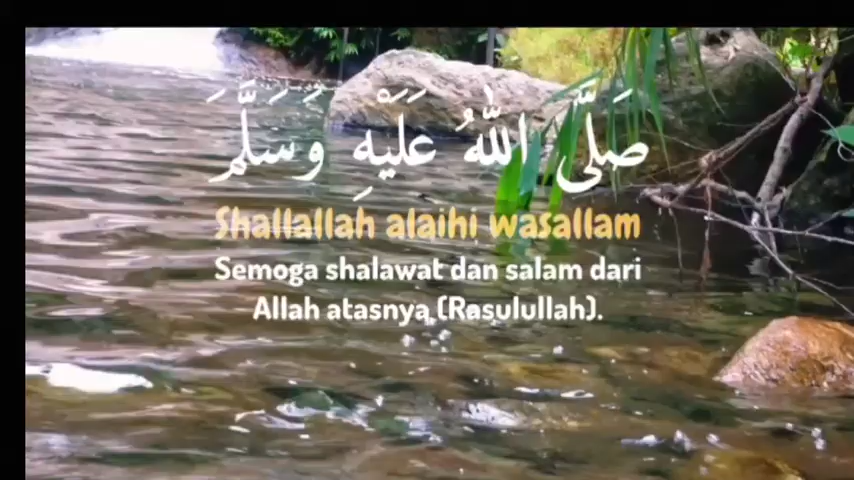 صَلَّى اللّٰهُ عَلَيْهِ وَسَلَّمَ
Shallallah alaihi wasallam
Semoga shalawat dan salam dari
Allah atasnya (Rasulullah).